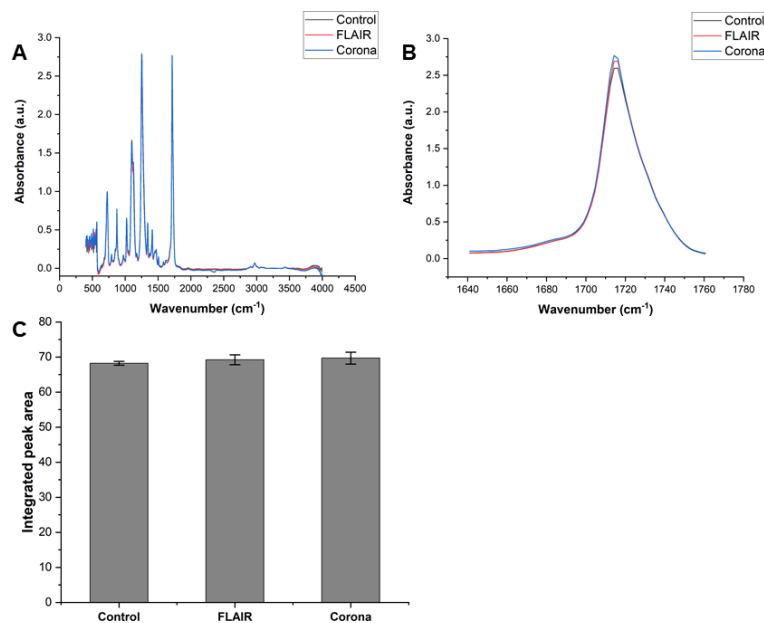 A
Control
FLAIR
Corona
Absorbance (a.u.)
3.0
2.5
2.0
1.5
1.0
0.5
0.0
0 500 1000 1500 2000 2500 3000 3500 4000 4500
Wavenumber (cm-1)
B
Control
FLAIR
Corona
Absorbance (a.u.)
3.0
2.5
2.0
1.5
1.0
0.5
0.0
1640 1660 1680 1700 1720 1740 1760 1780
Wavenumber (cm-1)
C
Integrated peak area
80
70
60
50
40
30
20
10
0
Control FLAIR Corona